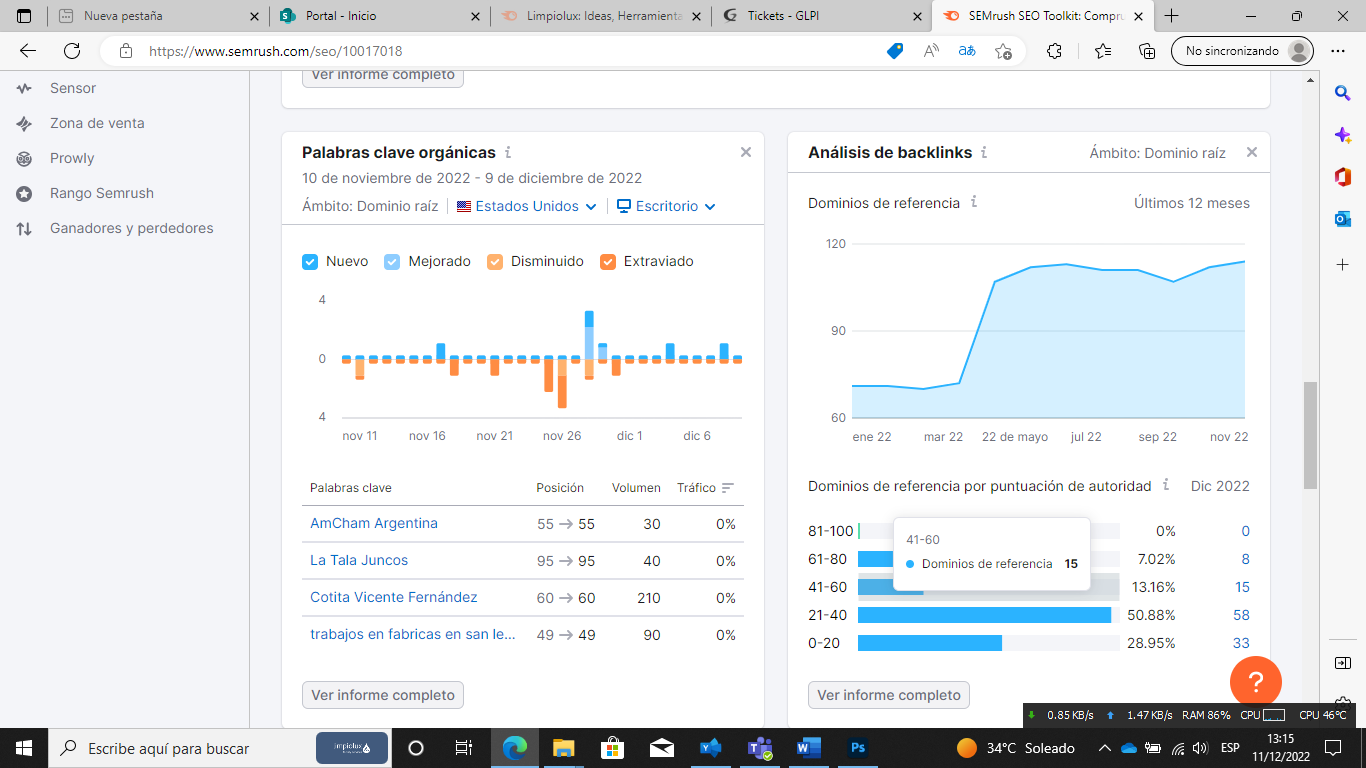 Nueva pestaña
Portal - Inicio
Limpiolux: Ideas, Herramienta
Tickets - GLPI
SEMrush SEO Toolkit: Compru
https://www.semrush.com/seo/10017018
No sincronizando
Sensor
Zona de venta
Prowly
Rango Semrush
Ganadores y perdedores
Ver informe completo
Palabras clave orgánicas
10 de noviembre de 2022 - 9 de diciembre de 2022
Ámbito: Dominio raíz
Estados Unidos
Escritorio
Nuevo
Mejorado
Disminuido
Extraviado
4
0
4
nov 11
nov 16
nov 21
nov 26
dic 1
dic 6
Palabras clave Posición Volumen Tráfico
AmCham Argentina 55 → 55 30 0%
La Tala Juncos 95 → 95 40 0%
Cotita Vicente Fernández 60 → 60 210 0%
trabajos en fabricas en san le... 49 → 49 90 0%
Ver informe completo
Análisis de backlinks
Ámbito: Dominio raíz
Dominios de referencia
Últimos 12 meses
120
90
60
ene 22
mar 22
22 de mayo
jul 22
sep 22
nov 22
Dominios de referencia por puntuación de autoridad
Dic 2022
81-100 0% 0
61-80 7.02% 8
41-60 13.16% 15
21-40 50.88% 58
0-20 28.95% 33
41-60
Dominios de referencia 15
Ver informe completo
?
0.85 KB/s 1.47 KB/s RAM 86% CPU CPU 46°C
Escribe aquí para buscar
impiolux
34°C Soleado
ESP
13:15
11/12/2022